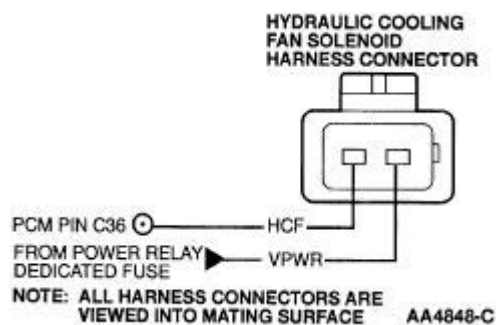 HYDRAULIC COOLING
FAN SOLENOID
HARNESS CONNECTOR
PCM PIN C36
HCF
FROM POWER RELAY
DEDICATED FUSE
VPWR
NOTE: ALL HARNESS CONNECTORS ARE
VIEWED INTO MATING SURFACE
AA4848-C